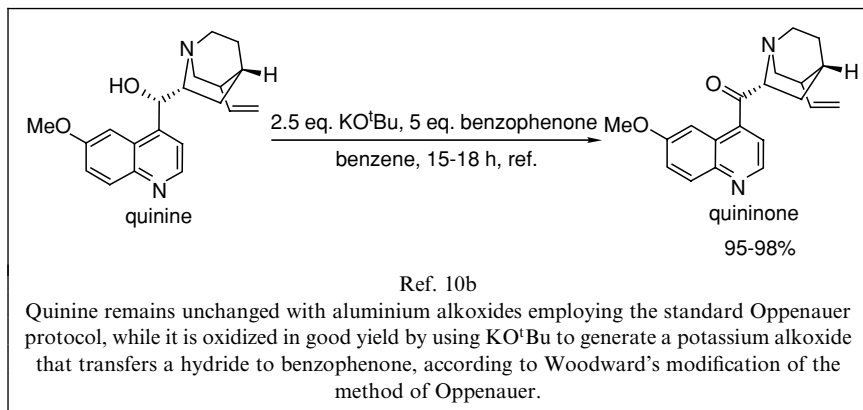 N
H
HO
MeO
N
quinine
2.5 eq. KOᵗBu, 5 eq. benzophenone
benzene, 15-18 h, ref.
N
H
O
MeO
N
quininone
95-98%
Ref. 10b
Quinine remains unchanged with aluminium alkoxides employing the standard Oppenauer
protocol, while it is oxidized in good yield by using KOᵗBu to generate a potassium alkoxide
that transfers a hydride to benzophenone, according to Woodward's modification of the
method of Oppenauer.